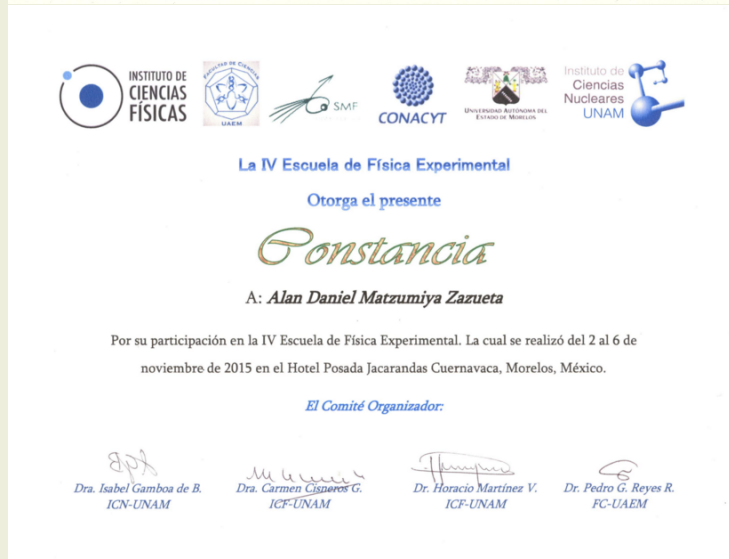 INSTITUTO DE
CIENCIAS
FÍSICAS
FACULTAD DE CIENCIAS
UAEM
SMF
CONACYT
UNIVERSIDAD AUTONOMA DEL
ESTADO DE MORELOS
Instituto de
Ciencias
Nucleares
UNAM
La IV Escuela de Física Experimental
Otorga el presente
Constancia
A: Alan Daniel Matzumiya Zazueta
Por su participación en la IV Escuela de Física Experimental. La cual se realizó del 2 al 6 de
noviembre de 2015 en el Hotel Posada Jacarandas Cuernavaca, Morelos, México.
El Comité Organizador:
Dra. Isabel Gamboa de B.
ICN-UNAM
Dra. Carmen Cisneros G.
ICF-UNAM
Dr. Horacio Martínez V.
ICF-UNAM
Dr. Pedro G. Reyes R.
FC-UAEM